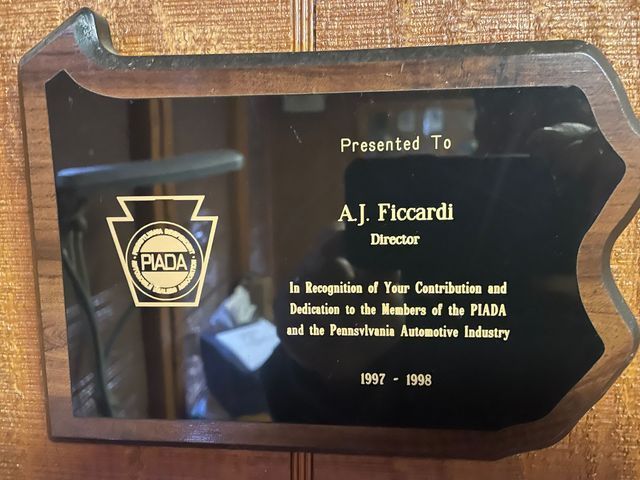 Presented To
A.J. Ficcardi
Director
PIADA
In Recognition of Your Contribution and
Dedication to the Members of the PIADA
and the Pennsylvania Automotive Industry
1997 - 1998